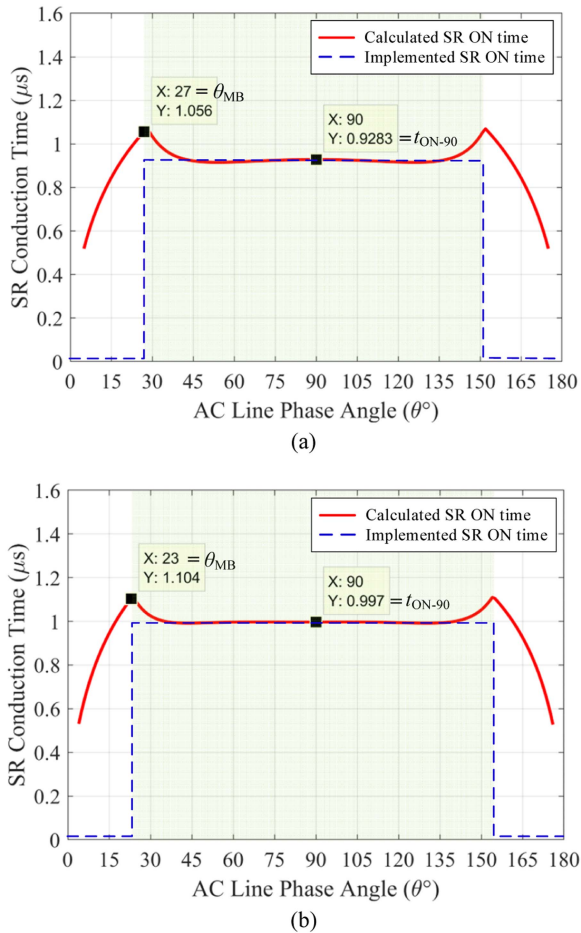 1.6
1.4
1.2
1
0.8
0.6
0.4
0.2
0
SR Conduction Time (μs)
Calculated SR ON time
Implemented SR ON time
X: 27 = θMB
Y: 1.056
X: 90
Y: 0.9283 = tON-90
0 15 30 45 60 75 90 105 120 135 150 165 180
AC Line Phase Angle (θ°)
(a)
1.6
1.4
1.2
1
0.8
0.6
0.4
0.2
0
SR Conduction Time (μs)
Calculated SR ON time
Implemented SR ON time
X: 23 = θMB
Y: 1.104
X: 90
Y: 0.997 = tON-90
0 15 30 45 60 75 90 105 120 135 150 165 180
AC Line Phase Angle (θ°)
(b)